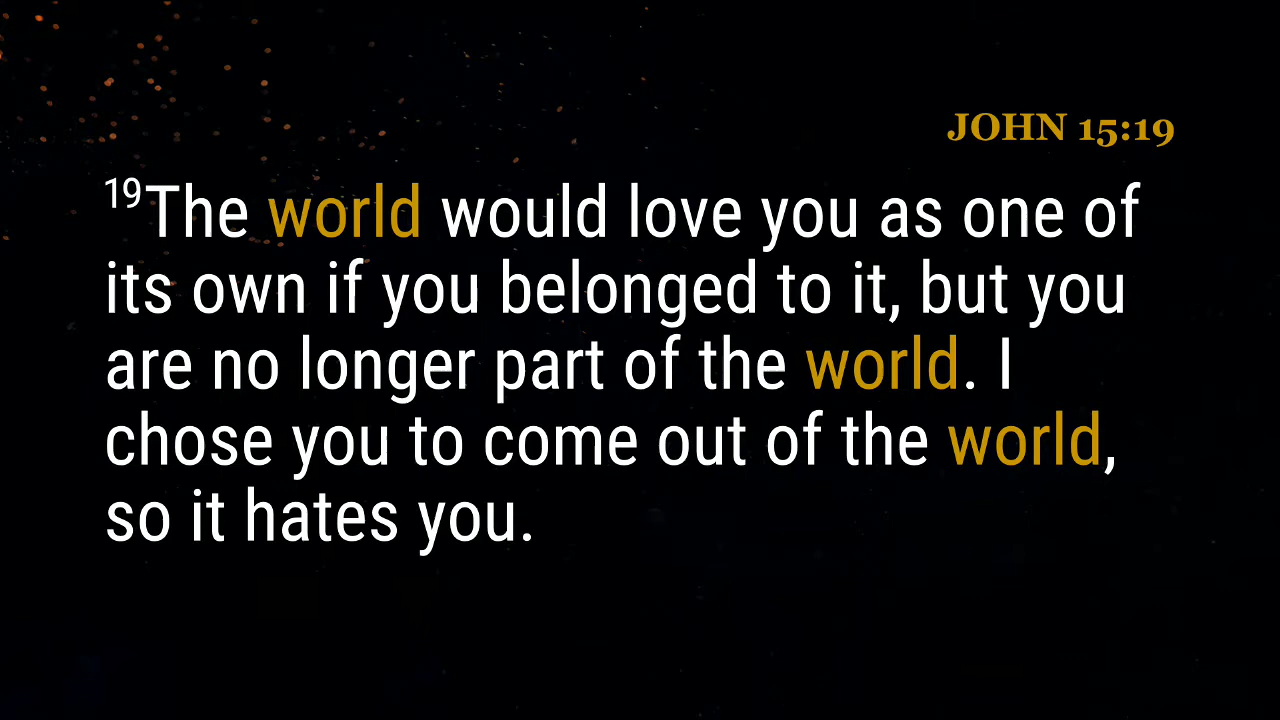 JOHN 15:19
19The world would love you as one of
its own if you belonged to it, but you
are no longer part of the world. I
chose you to come out of the world,
so it hates you.